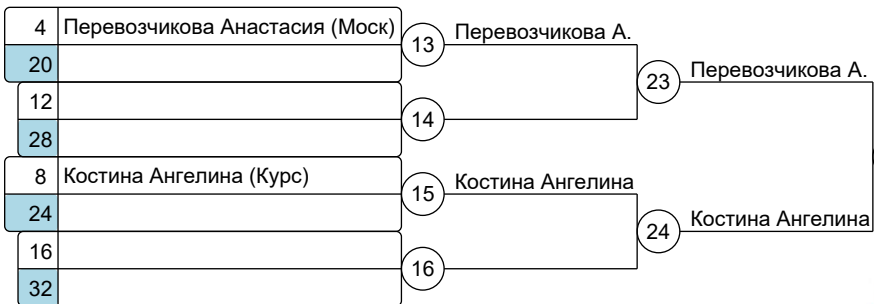 4 Перевозчикова Анастасия (Моск)
13 Перевозчикова А.
20
23 Перевозчикова А.
12
14
28
8 Костина Ангелина (Курс)
15 Костина Ангелина
24
24 Костина Ангелина
16
16
32